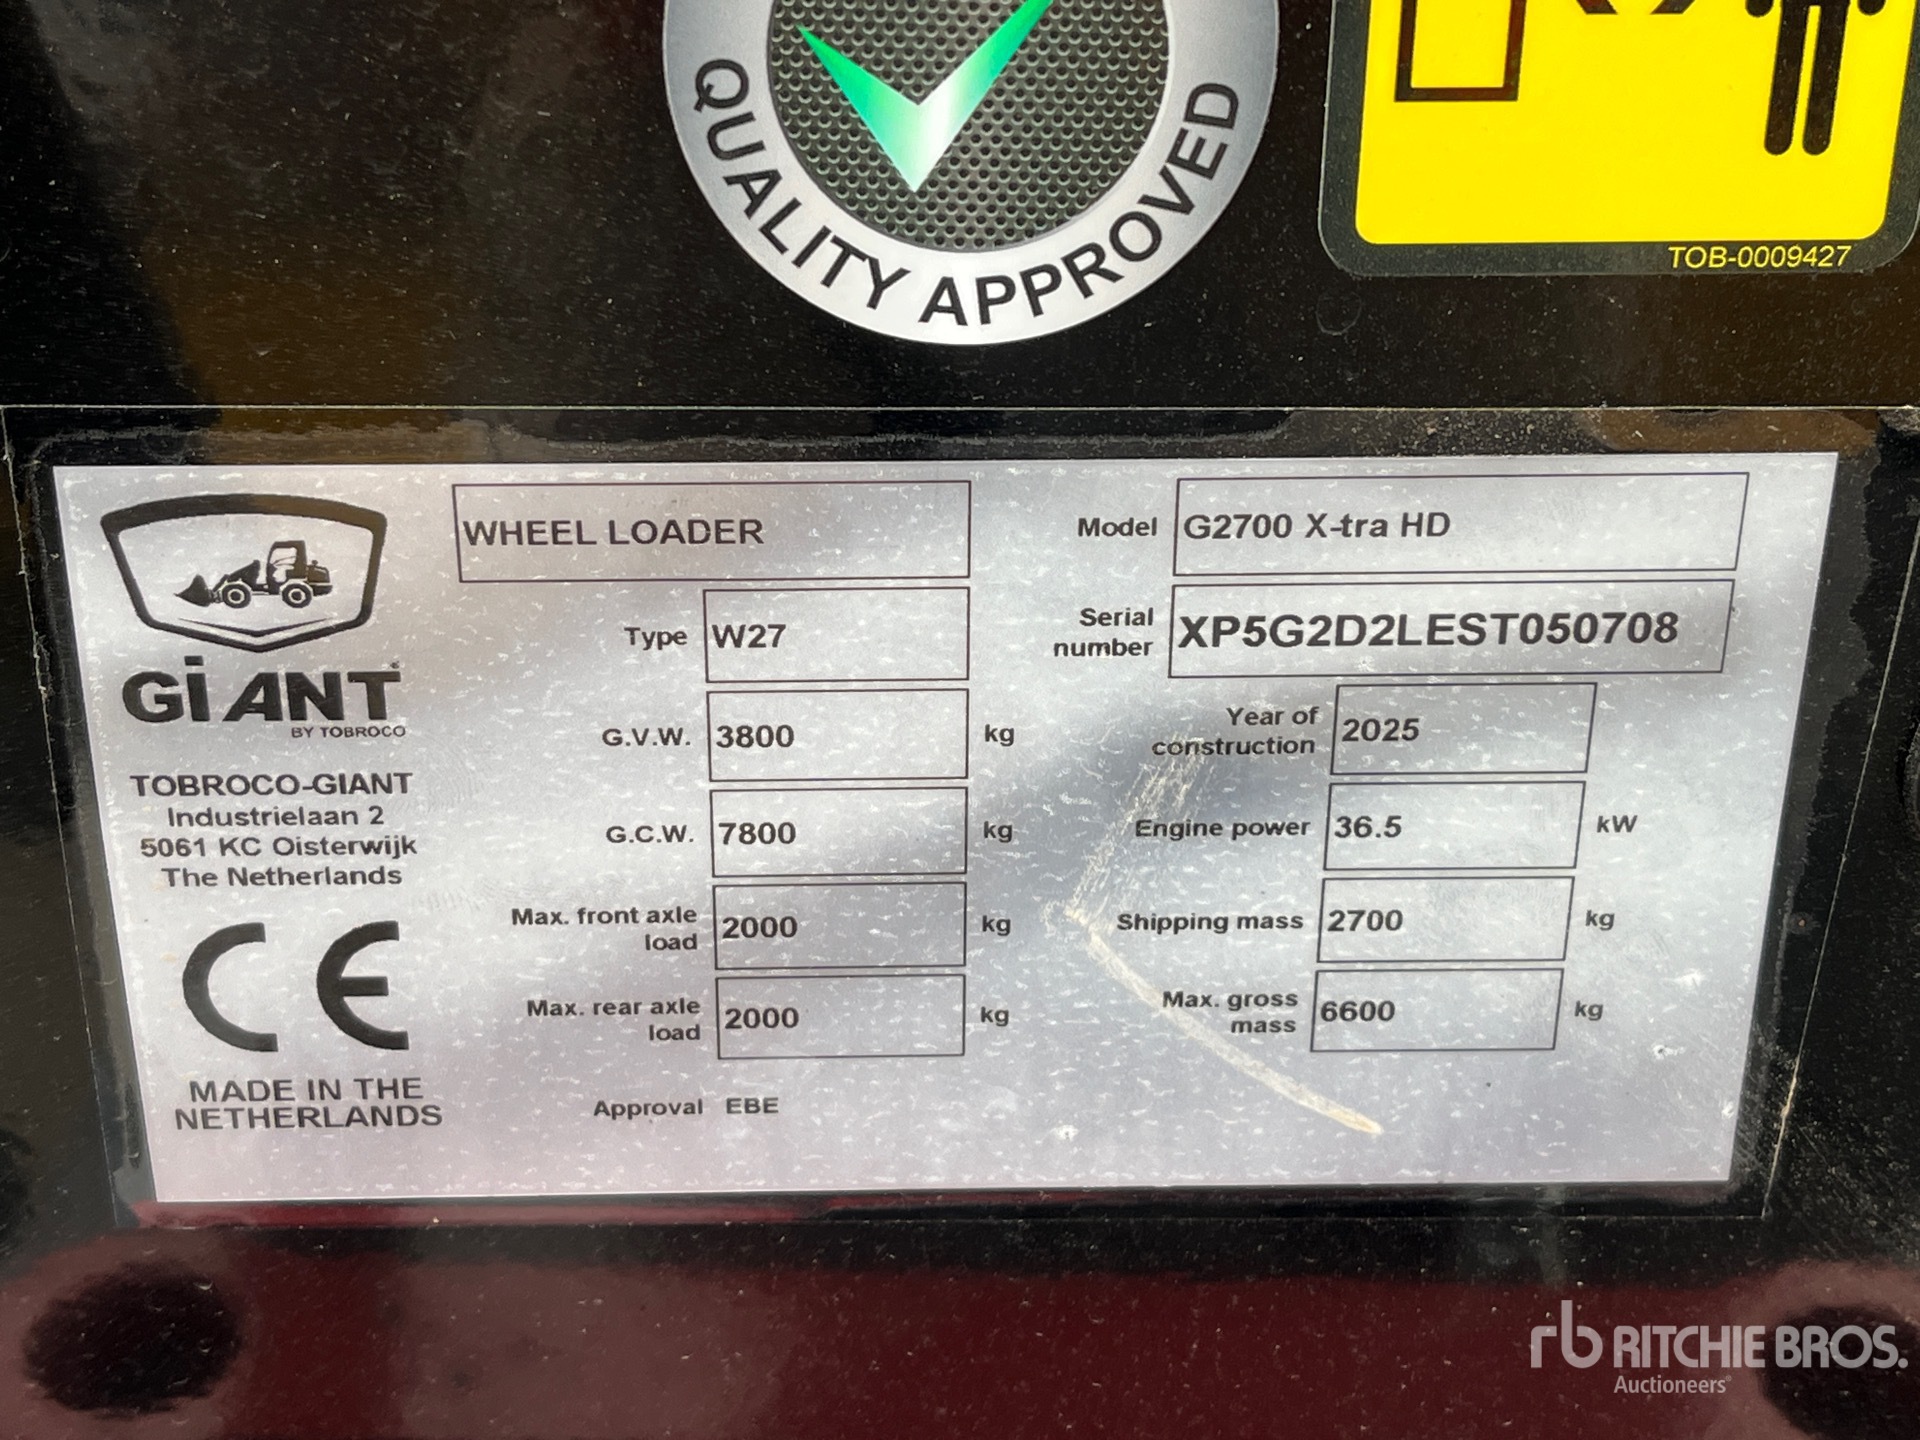 QUALITY APPROVED
TOB-0009427
GiANT
BY TOBROCO
TOBROCO-GIANT
Industrielaan 2
5061 KC Oisterwijk
The Netherlands
CE
MADE IN THE
NETHERLANDS
WHEEL LOADER
Type W27
G.V.W. 3800 kg
G.C.W. 7800 kg
Max. front axle
load 2000 kg
Max. rear axle
load 2000 kg
Approval EBE
Model G2700 X-tra HD
Serial
number XP5G2D2LEST050708
Year of
construction 2025
Engine power 36.5 kW
Shipping mass 2700 kg
Max. gross
mass 6600 kg
rb RITCHIE BROS.
Auctioneers